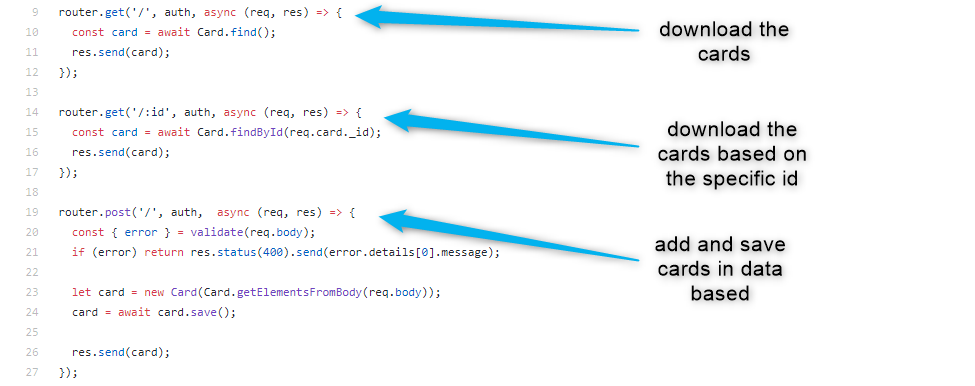 9 router.get('/', auth, async (req, res) => {
10 const card = await Card.find();
11 res.send(card);
12 });
13
14 router.get('/:id', auth, async (req, res) => {
15 const card = await Card.findById(req.card._id);
16 res.send(card);
17 });
18
19 router.post('/', auth,  async (req, res) => {
20 const { error } = validate(req.body);
21 if (error) return res.status(400).send(error.details[0].message);
22
23 let card = new Card(Card.getElementsFromBody(req.body));
24 card = await card.save();
25
26 res.send(card);
27 });
download the
cards
download the
cards based on
the specific id
add and save
cards in data
based